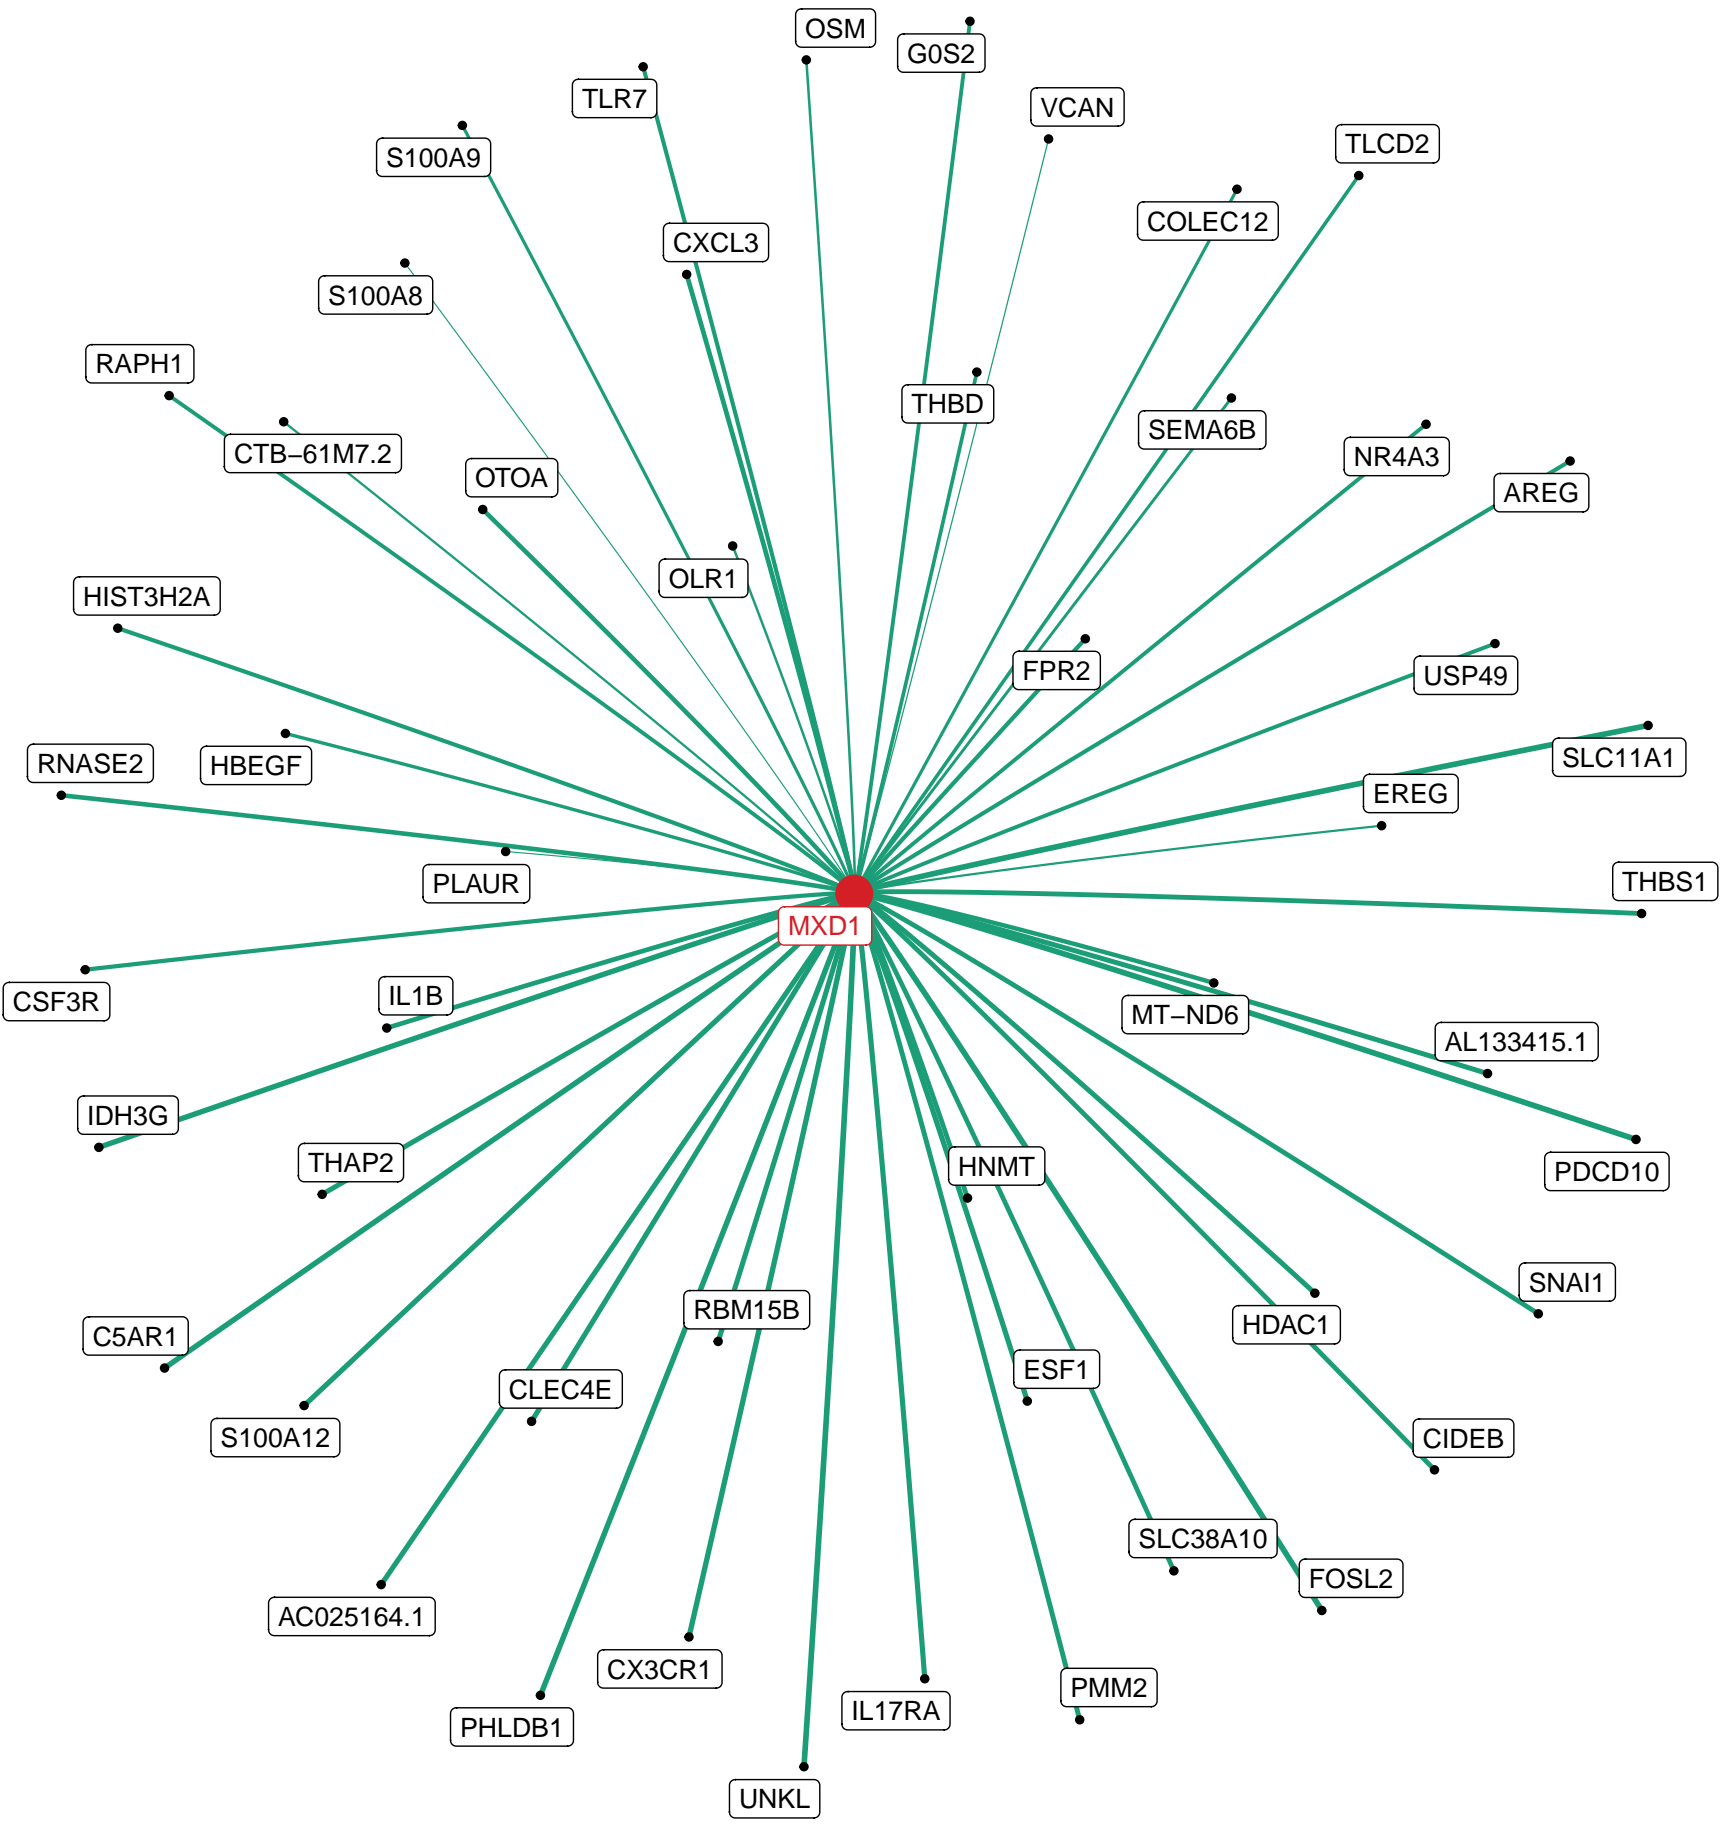 OSM
G0S2
TLR7
VCAN
TLCD2
S100A9
COLEC12
CXCL3
S100A8
RAPH1
THBD
SEMA6B
CTB−61M7.2
NR4A3
OTOA
AREG
OLR1
HIST3H2A
FPR2
USP49
SLC11A1
RNASE2
HBEGF
EREG
PLAUR
THBS1
MXD1
IL1B
CSF3R
MT−ND6
AL133415.1
IDH3G
THAP2
HNMT
PDCD10
SNAI1
RBM15B
HDAC1
C5AR1
ESF1
CLEC4E
S100A12
CIDEB
SLC38A10
FOSL2
AC025164.1
CX3CR1
PMM2
IL17RA
PHLDB1
UNKL